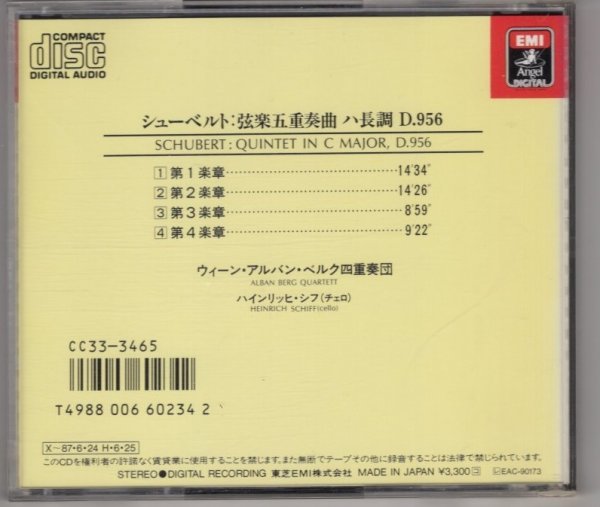 COMPACT
disc
DIGITAL AUDIO
EMI
Angel
DIGITAL
シューベルト:弦楽五重奏曲 ハ長調 D.956
SCHUBERT : QUINTET IN C MAJOR, D.956
1 第1楽章……14'34"
2 第2楽章……14'26"
3 第3楽章……8'59"
4 第4楽章……9'22"
ウィーン・アルバン・ベルク四重奏団
ALBAN BERG QUARTETT
ハインリッヒ・シフ(チェロ)
HEINRICH SCHIFF(cello)
CC33-3465
T4988 006 60234 2
X〜87・6・24 H・6・25
このCDを権利者の許諾なく賃貸業に使用することを禁じます。また無断でテープその他に録音することは法律で禁じられています。
STEREO●DIGITAL RECORDING 東芝EMI株式会社 MADE IN JAPAN ¥3,300 EAC-90173